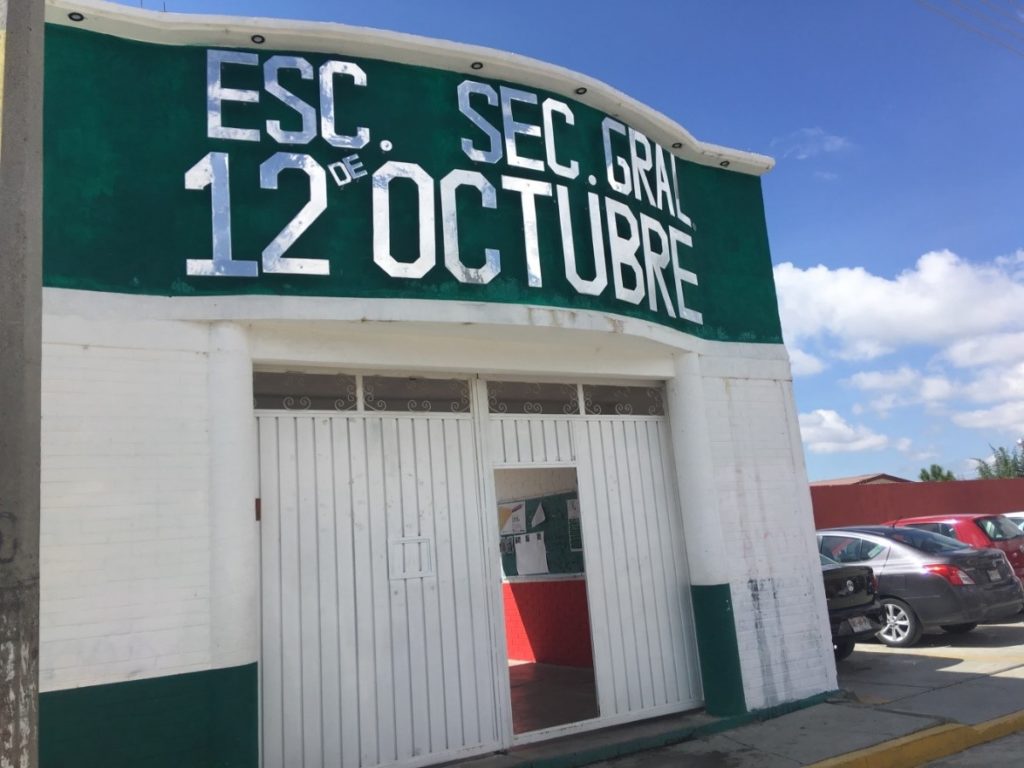 ESC. SEC. GRAL.
12 DE OCTUBRE